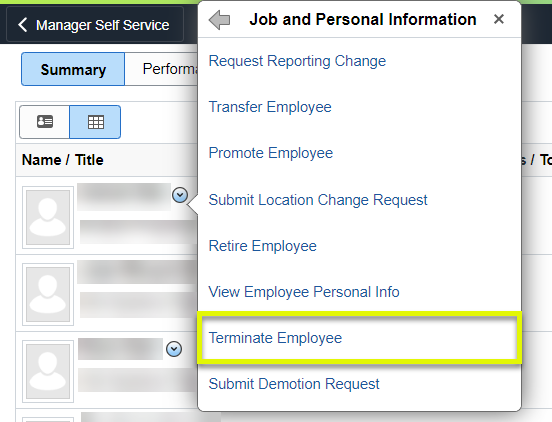 Manager Self Service
Summary
Performa
Name / Title
s / To
Job and Personal Information
Request Reporting Change
Transfer Employee
Promote Employee
Submit Location Change Request
Retire Employee
View Employee Personal Info
Terminate Employee
Submit Demotion Request